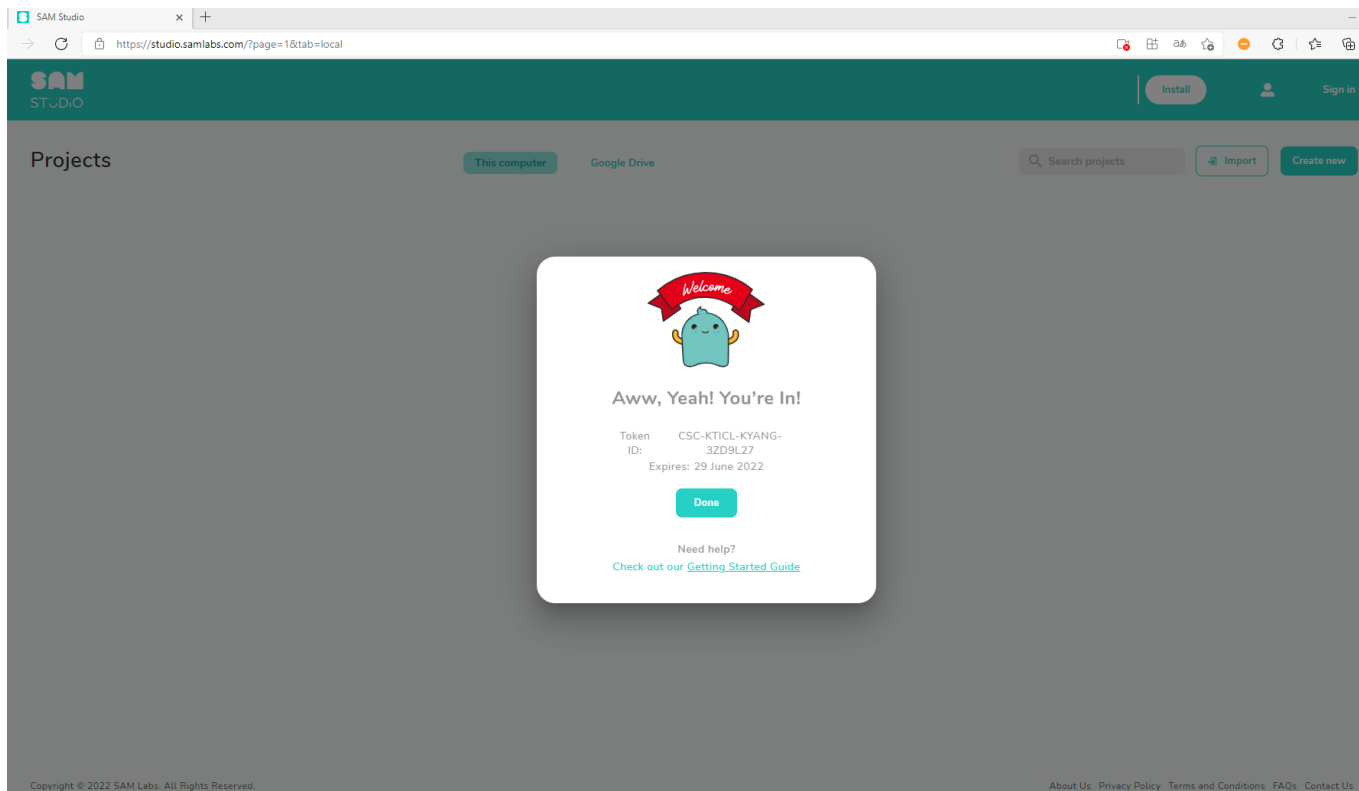 SAM Studio
https://studio.samlabs.com/?page=1&tab=local
SAM
STUDiO
Install
Sign in
Projects
This computer
Google Drive
Search projects
Import
Create new
Welcome
Aww, Yeah! You're In!
Token CSC-KTICL-KYANG-
ID: 3ZD9L27
Expires: 29 June 2022
Done
Need help?
Check out our Getting Started Guide
Copyright © 2022 SAM Labs. All Rights Reserved.
About Us Privacy Policy Terms and Conditions FAQs Contact Us